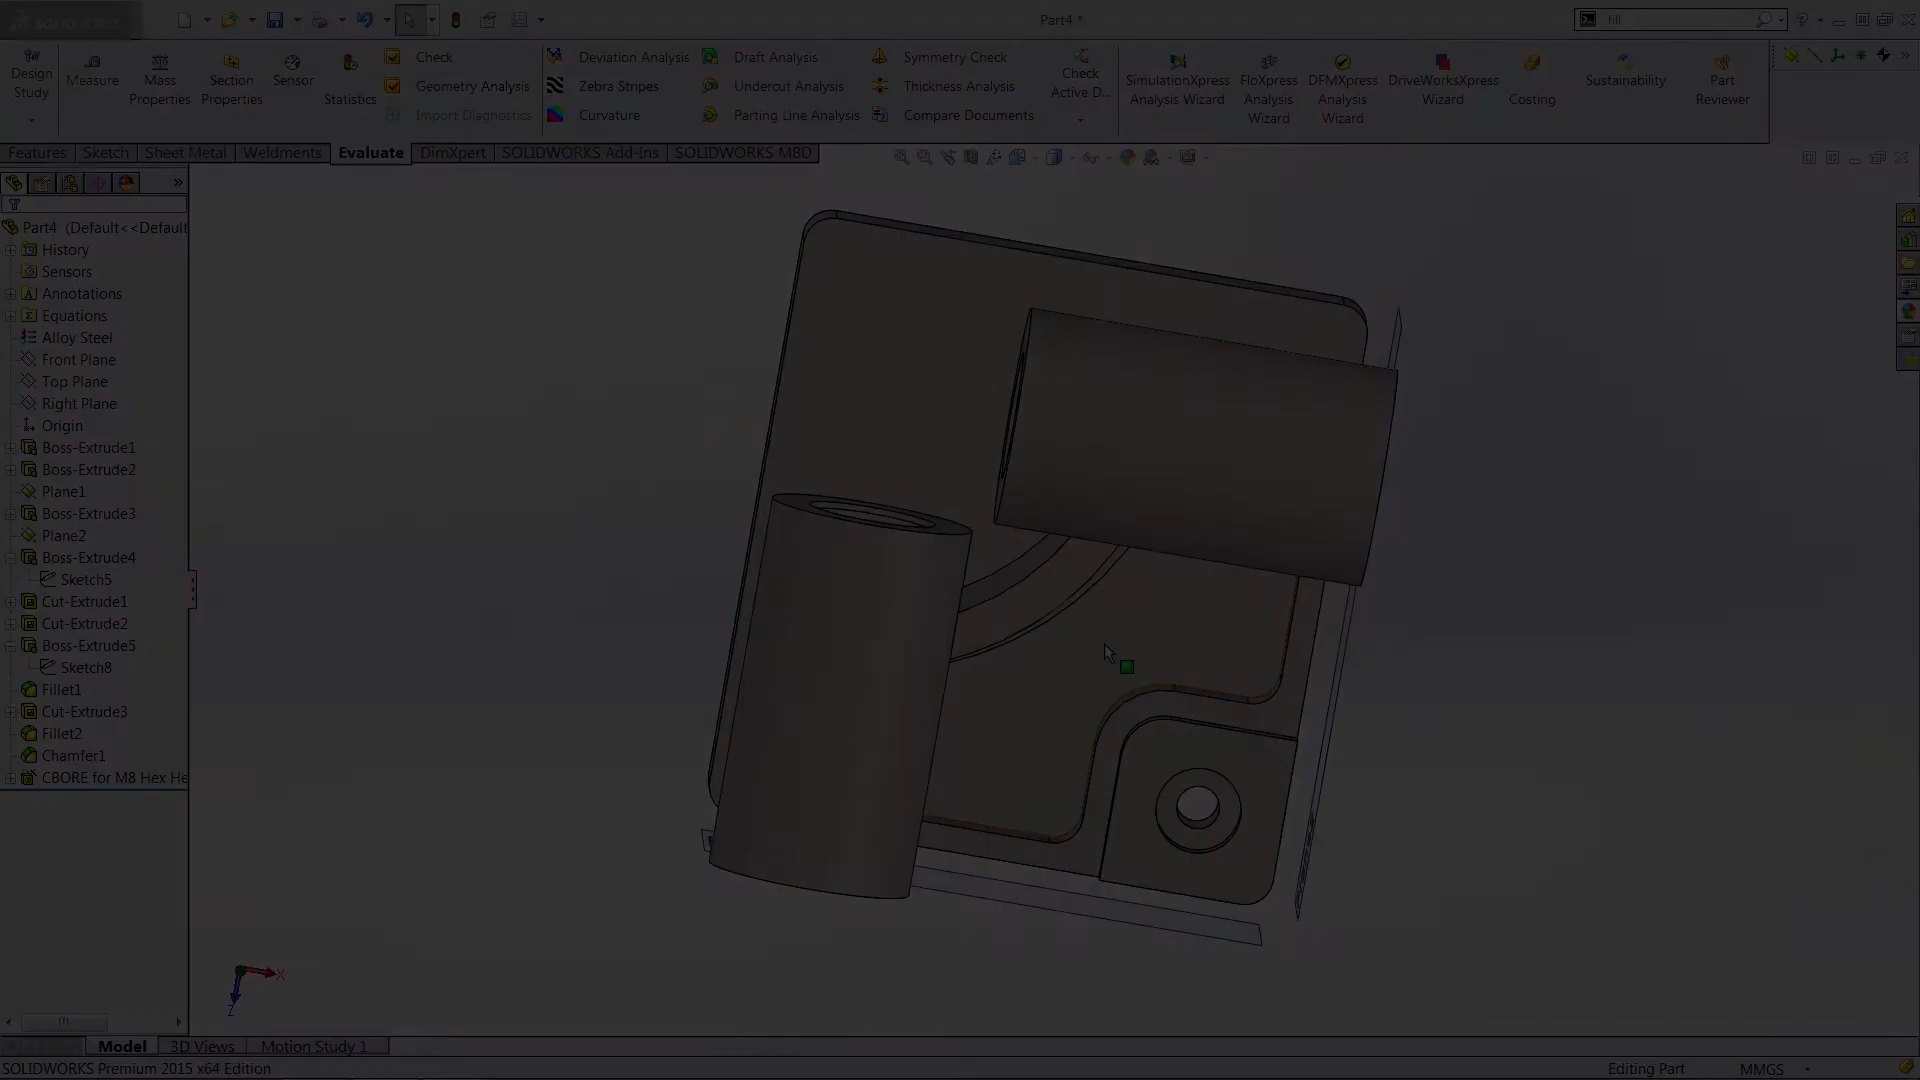 SOLIDWORKS
Part4 *
fill
Design Study
Measure
Mass Properties
Section Properties
Sensor
Statistics
Check
Geometry Analysis
Import Diagnostics
Deviation Analysis
Zebra Stripes
Curvature
Draft Analysis
Undercut Analysis
Parting Line Analysis
Symmetry Check
Thickness Analysis
Compare Documents
Check Active D...
SimulationXpress Analysis Wizard
FloXpress Analysis Wizard
DFMXpress Analysis Wizard
DriveWorksXpress Wizard
Costing
Sustainability
Part Reviewer
Features
Sketch
Sheet Metal
Weldments
Evaluate
DimXpert
SOLIDWORKS Add-ins
SOLIDWORKS MBD
Part4 (Default<<Default
History
Sensors
Annotations
Equations
Alloy Steel
Front Plane
Top Plane
Right Plane
Origin
Boss-Extrude1
Boss-Extrude2
Plane1
Boss-Extrude3
Plane2
Boss-Extrude4
Sketch5
Cut-Extrude1
Cut-Extrude2
Boss-Extrude5
Sketch8
Fillet1
Cut-Extrude3
Fillet2
Chamfer1
CBORE for M8 Hex He
X
Z
Model
3D Views
Motion Study 1
SOLIDWORKS Premium 2015 x64 Edition
Editing Part
MMGS